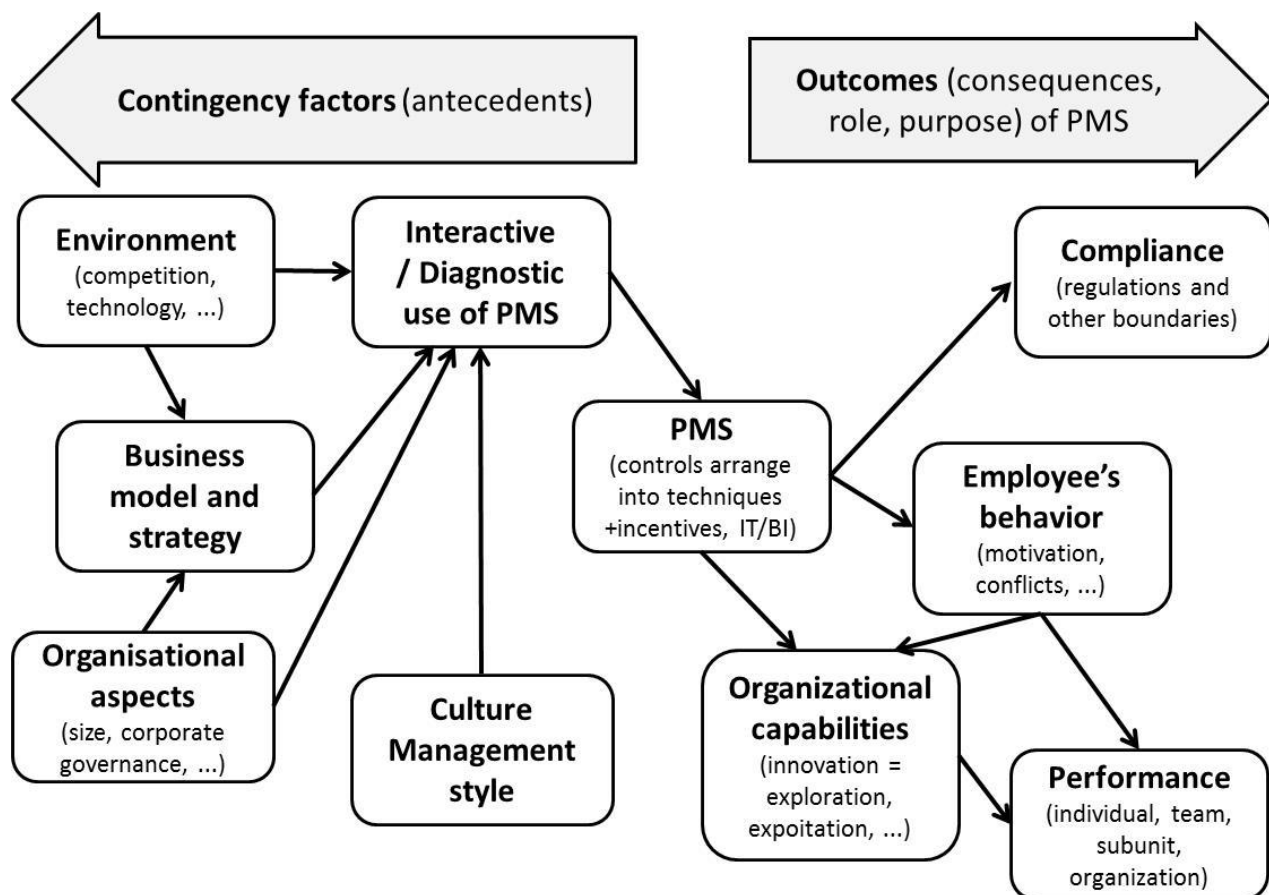 Contingency factors (antecedents)
Outcomes (consequences,
role, purpose) of PMS
Environment
(competition,
technology, ...)
Interactive
/ Diagnostic
use of PMS
Compliance
(regulations and
other boundaries)
Business
model and
strategy
PMS
(controls arrange
into techniques
+incentives, IT/BI)
Employee's
behavior
(motivation,
conflicts, ...)
Organisational
aspects
(size, corporate
governance, ...)
Culture
Management
style
Organizational
capabilities
(innovation =
exploration,
expoitation, ...)
Performance
(individual, team,
subunit,
organization)